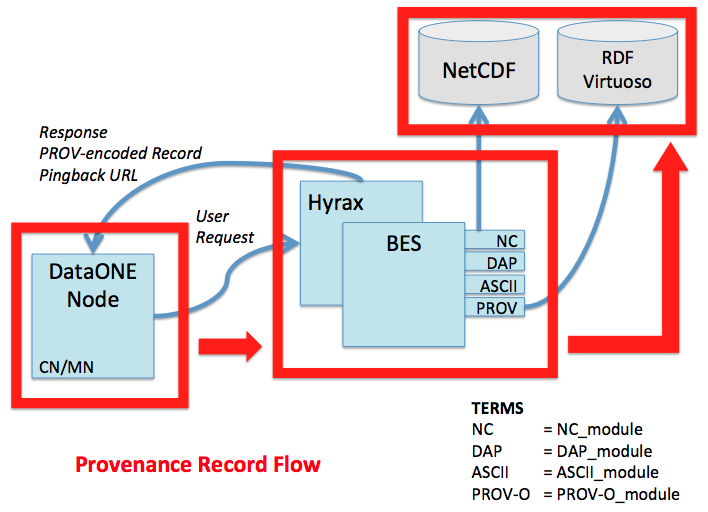 NetCDF
RDF
Virtuoso
Response
PROV-encoded Record
Pingback URL
User
Request
Hyrax
BES
NC
DAP
ASCII
PROV
DataONE
Node
CN/MN
TERMS
NC = NC_module
DAP = DAP_module
ASCII = ASCII_module
PROV-O = PROV-O_module
Provenance Record Flow